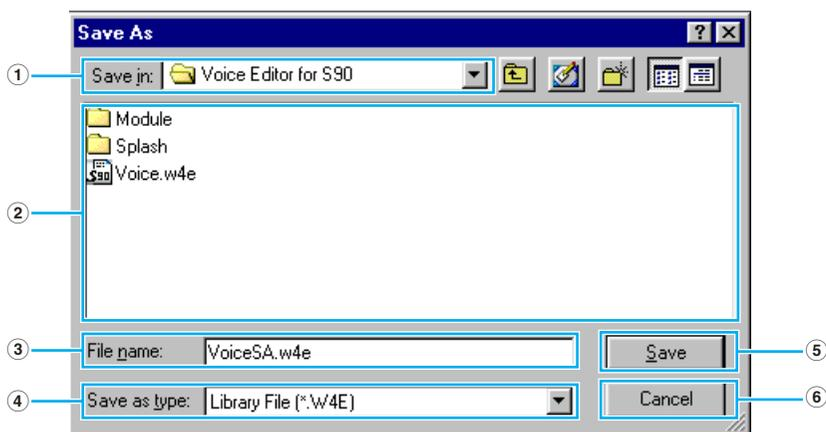 Save As
① Save in: Voice Editor for S90
② Module
Splash
S90 Voice.w4e
③ File name: VoiceSA.w4e Save ⑤
④ Save as type: Library File (*.W4E) Cancel ⑥